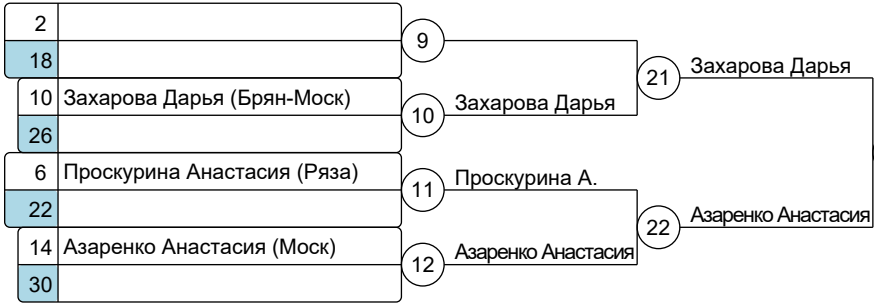 2
9
18
21 Захарова Дарья
10 Захарова Дарья (Брян-Моск)
10 Захарова Дарья
26
6 Проскурина Анастасия (Ряза)
11 Проскурина А.
22
22 Азаренко Анастасия
14 Азаренко Анастасия (Моск)
12 Азаренко Анастасия
30